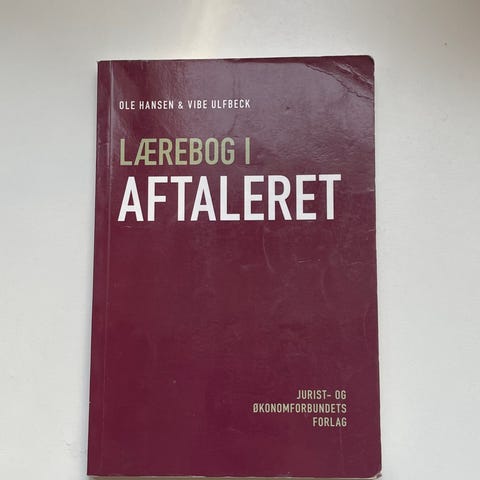 OLE HANSEN & VIBE ULFBECK
LÆREBOG I
AFTALERET
JURIST- OG
ØKONOMFORBUNDETS
FORLAG